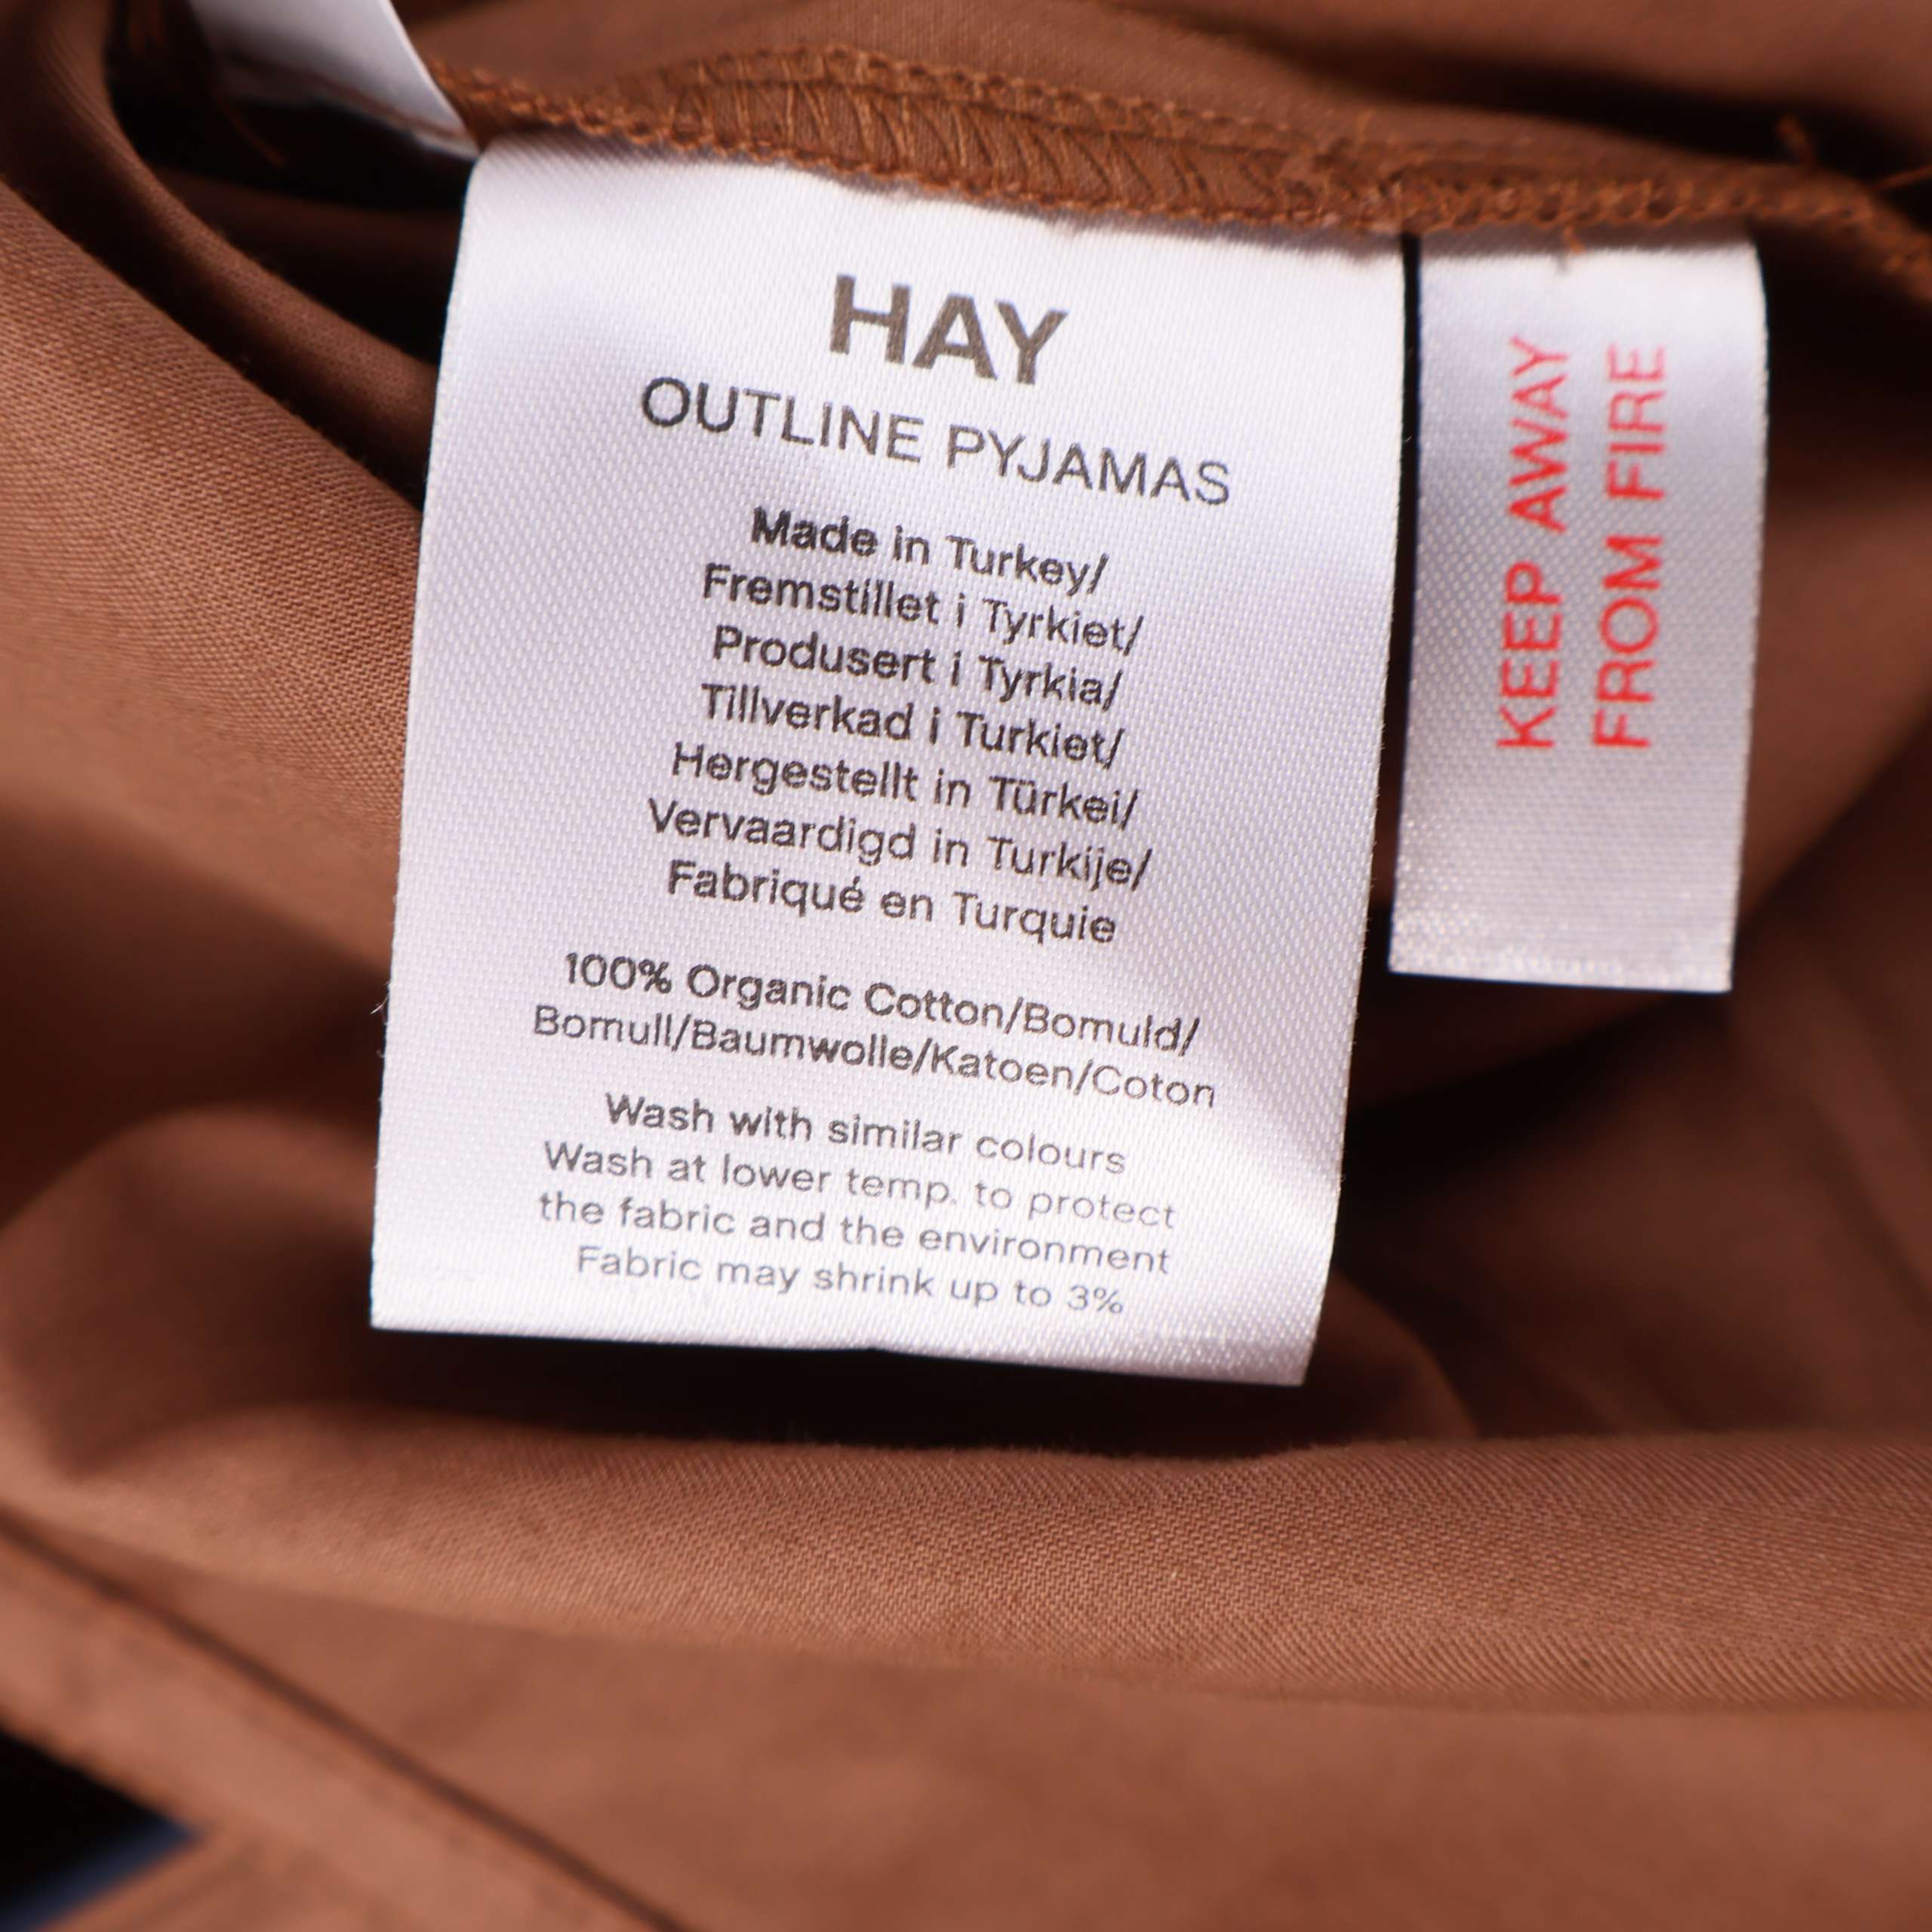 HAY
OUTLINE PYJAMAS
Made in Turkey/
Fremstillet i Tyrkiet/
Produsert i Tyrkia/
Tillverkad i Turkiet/
Hergestellt in Türkei/
Vervaardigd in Turkije/
Fabriqué en Turquie
100% Organic Cotton/Bomuld/
Bomull/Baumwolle/Katoen/Coton
Wash with similar colours
Wash at lower temp. to protect
the fabric and the environment
Fabric may shrink up to 3%
KEEP AWAY
FROM FIRE